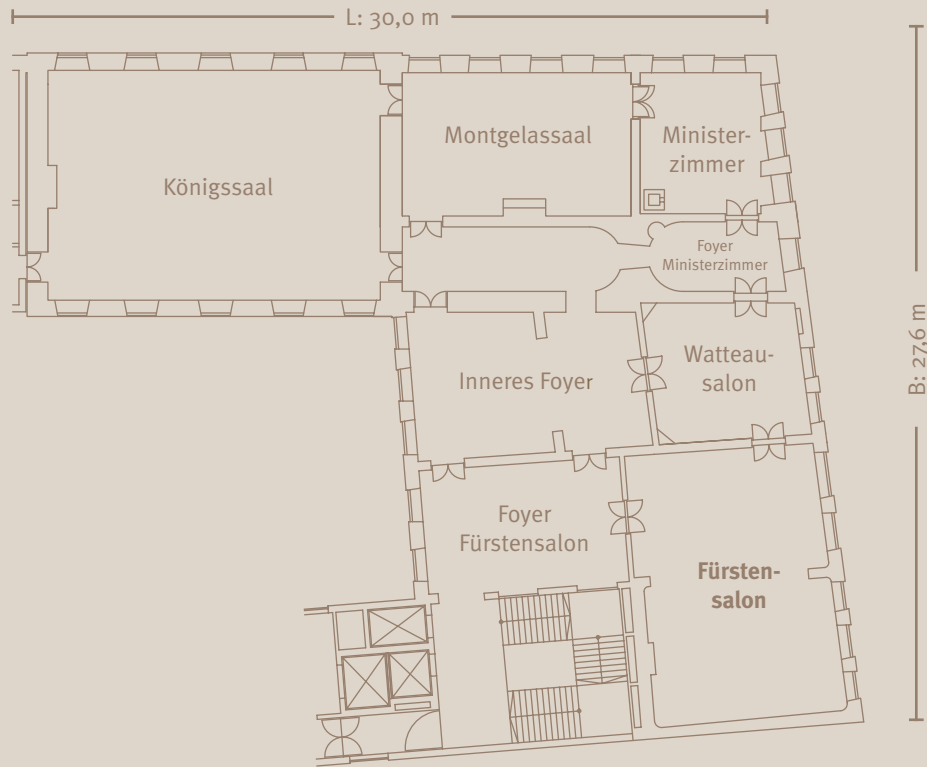 L: 30,0 m
Montgelassaal
Minister-
zimmer
Königssaal
Foyer
Ministerzimmer
B: 27,6 m
Inneres Foyer
Watteau-
salon
Foyer
Fürstensalon
Fürsten-
salon